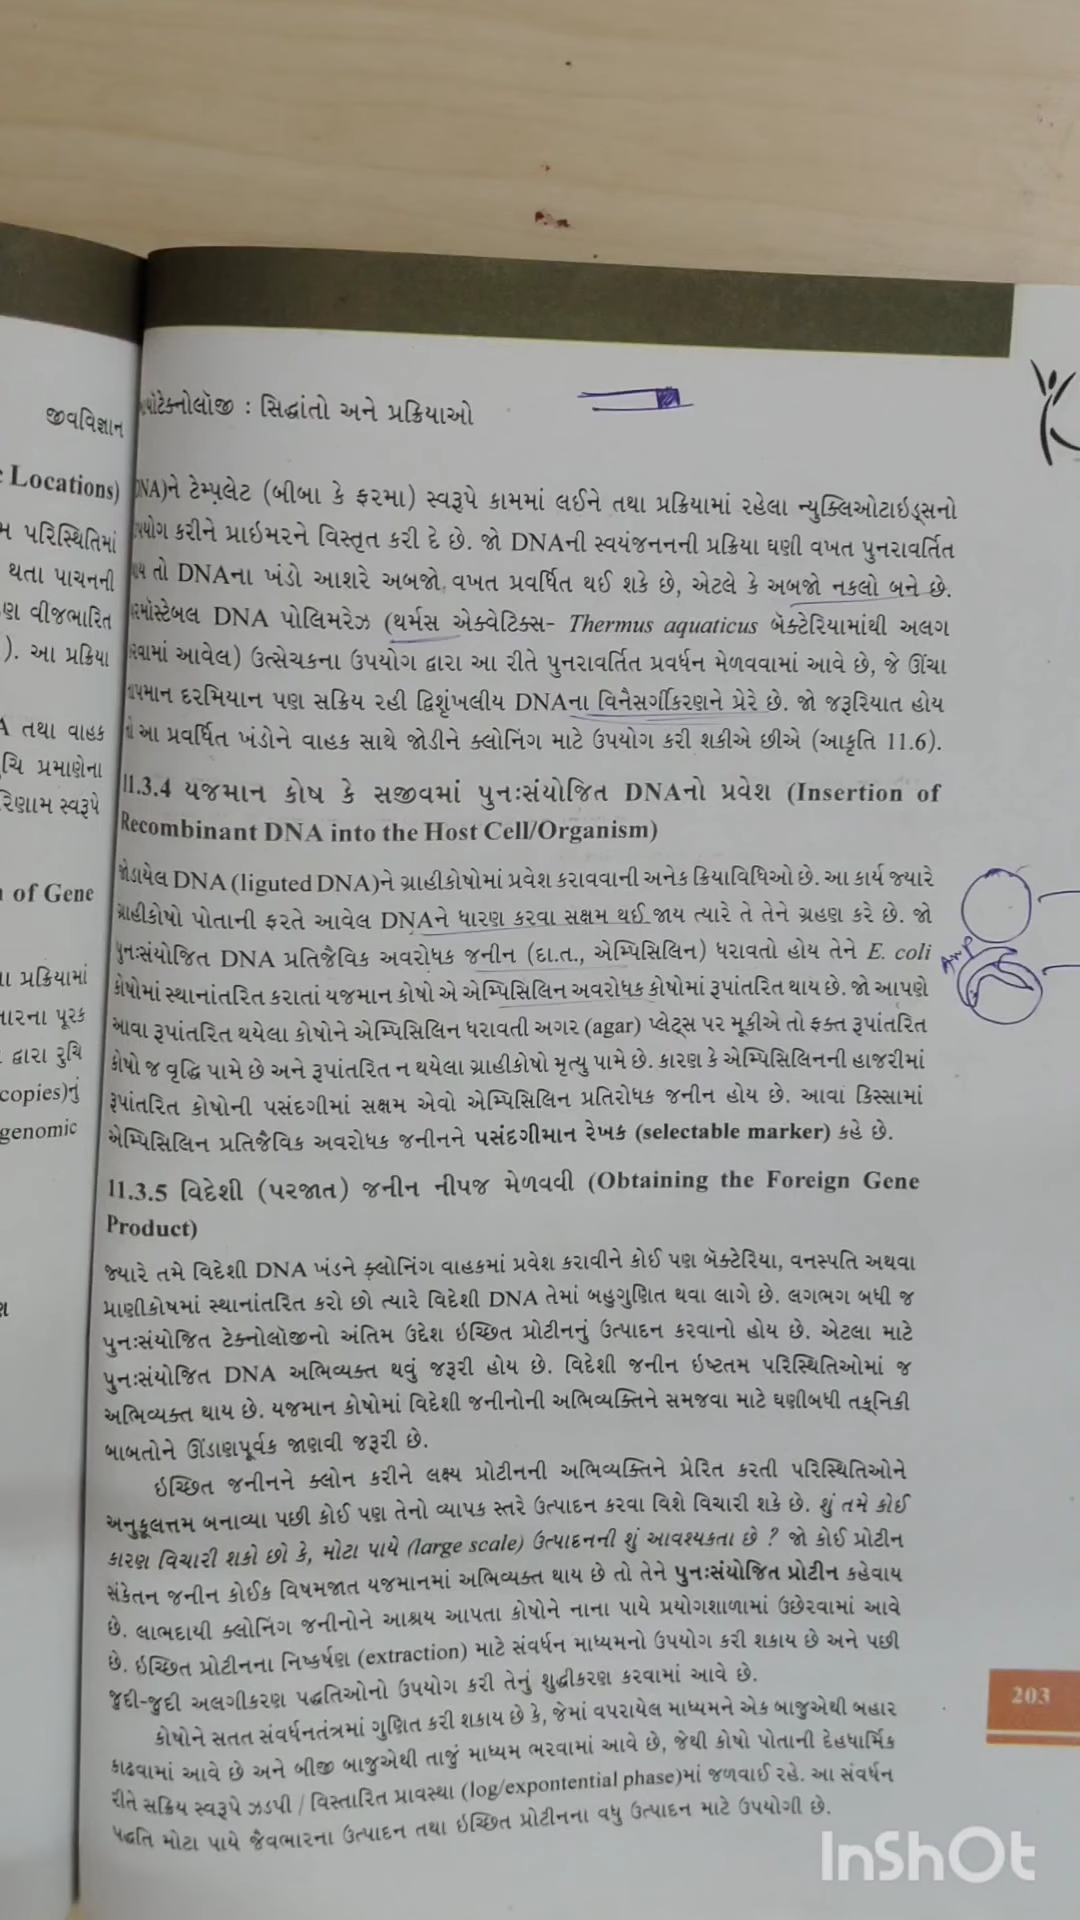 જીવવિજ્ઞાન
Locations)
પરિસ્થિતિમાં
થતા પાચનની
વીજભારિત
). આ પ્રક્રિયા
તથા વાહક
પ્રમાણેના
સ્વરૂપે
of Gene
પ્રક્રિયામાં
પૂરક
દ્વારા રુચિ
copies)નું
genomic
: સિદ્ધાંતો અને પ્રક્રિયાઓ
ને ટેમ્પલેટ (બીબા કે ફરમા) સ્વરૂપે કામમાં લઈને તથા પ્રક્રિયામાં રહેલા ન્યુક્લિઓટાઇડ્સનો
કરીને પ્રાઇમરને વિસ્તૃત કરી દે છે. જો DNAની સ્વયંજનનની પ્રક્રિયા ઘણી વખત પુનરાવર્તિત
તો DNAના ખંડો આશરે અબજો વખત પ્રવર્ધિત થઈ શકે છે, એટલે કે અબજો નકલો બને છે.
DNA પોલિમરેઝ (થર્મસ એક્વેટિક્સ- Thermus aquaticus બૅક્ટેરિયામાંથી અલગ
આવેલ) ઉત્સેચકના ઉપયોગ દ્વારા આ રીતે પુનરાવર્તિત પ્રવર્ધન મેળવવામાં આવે છે, જે ઊંચા
દરમિયાન પણ સક્રિય રહી દ્વિશૃંખલીય DNAના વિનૈસર્ગીકરણને પ્રેરે છે. જો જરૂરિયાત હોય
આ પ્રવર્ધિત ખંડોને વાહક સાથે જોડીને ક્લોનિંગ માટે ઉપયોગ કરી શકીએ છીએ (આકૃતિ 11.6).
11.3.4 યજમાન કોષ કે સજીવમાં પુનઃસંયોજિત DNAનો પ્રવેશ (Insertion of
Recombinant DNA into the Host Cell/Organism)
જોડાયેલ DNA (liguted DNA)ને ગ્રાહીકોષોમાં પ્રવેશ કરાવવાની અનેક ક્રિયાવિધિઓ છે. આ કાર્ય જ્યારે
ગ્રાહીકોષો પોતાની ફરતે આવેલ DNAને ધારણ કરવા સક્ષમ થઈ જાય ત્યારે તે તેને ગ્રહણ કરે છે. જો
પુનઃસંયોજિત DNA પ્રતિજૈવિક અવરોધક જનીન (દા.ત., એમ્પિસિલિન) ધરાવતો હોય તેને E. coli
કોષોમાં સ્થાનાંતરિત કરાતાં યજમાન કોષો એ એમ્પિસિલિન અવરોધક કોષોમાં રૂપાંતરિત થાય છે. જો આપણે
આવા રૂપાંતરિત થયેલા કોષોને એમ્પિસિલિન ધરાવતી અગર (agar) પ્લેટ્સ પર મૂકીએ તો ફક્ત રૂપાંતરિત
કોષો જ વૃદ્ધિ પામે છે અને રૂપાંતરિત ન થયેલા ગ્રાહીકોષો મૃત્યુ પામે છે. કારણ કે એમ્પિસિલિનની હાજરીમાં
રૂપાંતરિત કોષોની પસંદગીમાં સક્ષમ એવો એમ્પિસિલિન પ્રતિરોધક જનીન હોય છે. આવાં કિસ્સામાં
એમ્પિસિલિન પ્રતિજૈવિક અવરોધક જનીનને પસંદગીમાન રેખક (selectable marker) કહે છે.
AmP
11.3.5 વિદેશી (પરજાત) જનીન નીપજ મેળવવી (Obtaining the Foreign Gene
Product)
જ્યારે તમે વિદેશી DNA ખંડને ક્લોનિંગ વાહકમાં પ્રવેશ કરાવીને કોઈ પણ બૅક્ટેરિયા, વનસ્પતિ અથવા
પ્રાણીકોષમાં સ્થાનાંતરિત કરો છો ત્યારે વિદેશી DNA તેમાં બહુગુણિત થવા લાગે છે. લગભગ બધી જ
પુનઃસંયોજિત ટેક્નોલૉજીનો અંતિમ ઉદેશ ઇચ્છિત પ્રોટીનનું ઉત્પાદન કરવાનો હોય છે. એટલા માટે
પુનઃસંયોજિત DNA અભિવ્યક્ત થવું જરૂરી હોય છે. વિદેશી જનીન ઇષ્ટતમ પરિસ્થિતિઓમાં જ
અભિવ્યક્ત થાય છે. યજમાન કોષોમાં વિદેશી જનીનોની અભિવ્યક્તિને સમજવા માટે ઘણીબધી તક્નિકી
બાબતોને ઊંડાણપૂર્વક જાણવી જરૂરી છે.
ઇચ્છિત જનીનને ક્લોન કરીને લક્ષ્ય પ્રોટીનની અભિવ્યક્તિને પ્રેરિત કરતી પરિસ્થિતિઓને
અનુકૂલત્તમ બનાવ્યા પછી કોઈ પણ તેનો વ્યાપક સ્તરે ઉત્પાદન કરવા વિશે વિચારી શકે છે. શું તમે કોઈ
કારણ વિચારી શકો છો કે, મોટા પાયે (large scale) ઉત્પાદનની શું આવશ્યકતા છે ? જો કોઈ પ્રોટીન
સંકેતન જનીન કોઈક વિષમજાત યજમાનમાં અભિવ્યક્ત થાય છે તો તેને પુનઃસંયોજિત પ્રોટીન કહેવાય
છે. લાભદાયી ક્લોનિંગ જનીનોને આશ્રય આપતા કોષોને નાના પાયે પ્રયોગશાળામાં ઉછેરવામાં આવે
છે. ઇચ્છિત પ્રોટીનના નિષ્કર્ષણ (extraction) માટે સંવર્ધન માધ્યમનો ઉપયોગ કરી શકાય છે અને પછી
જુદી-જુદી અલગીકરણ પદ્ધતિઓનો ઉપયોગ કરી તેનું શુદ્ધીકરણ કરવામાં આવે છે.
કોષોને સતત સંવર્ધનતંત્રમાં ગુણિત કરી શકાય છે કે, જેમાં વપરાયેલ માધ્યમને એક બાજુએથી બહાર
કાઢવામાં આવે છે અને બીજી બાજુએથી તાજું માધ્યમ ભરવામાં આવે છે, જેથી કોષો પોતાની દેહધાર્મિક
રીતે સક્રિય સ્વરૂપે ઝડપી / વિસ્તારિત પ્રાવસ્થા (log/expontential phase)માં જળવાઈ રહે. આ સંવર્ધન
પદ્ધતિ મોટા પાયે જૈવભારના ઉત્પાદન તથા ઇચ્છિત પ્રોટીનના વધુ ઉત્પાદન માટે ઉપયોગી છે.
203
InShOt